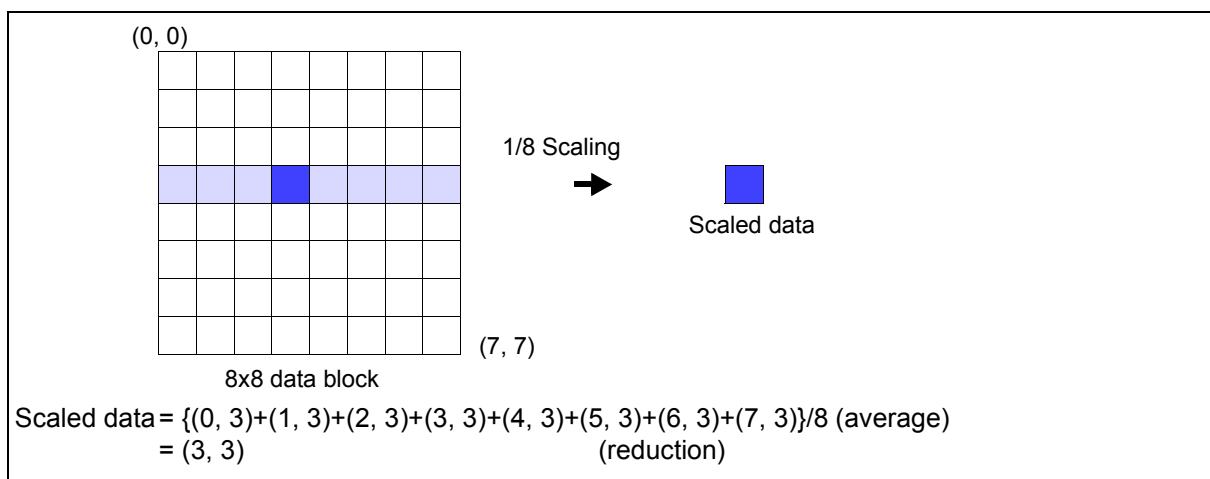 (0, 0)
1/8 Scaling
Scaled data
(7, 7)
8x8 data block
Scaled data = {(0, 3)+(1, 3)+(2, 3)+(3, 3)+(4, 3)+(5, 3)+(6, 3)+(7, 3)}/8 (average)
= (3, 3) (reduction)